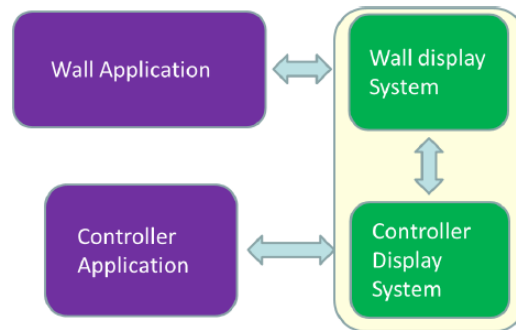 Wall Application
Wall display
System
Controller
Application
Controller
Display
System